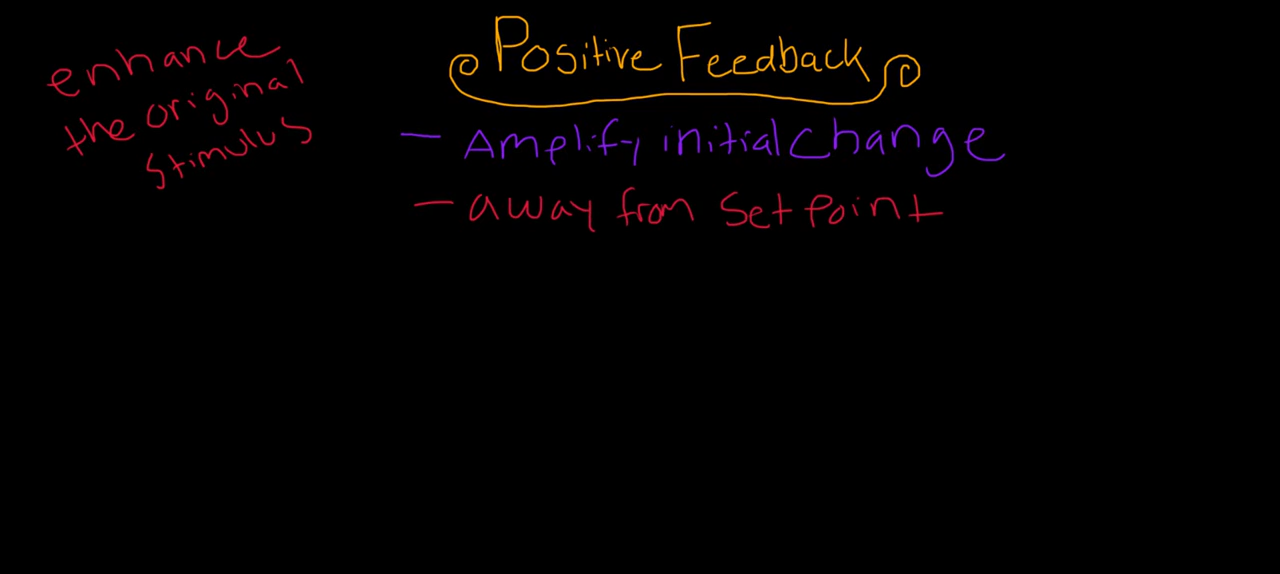 enhance
the original
stimulus
Positive Feedback
- Amplify initial change
- away from set point